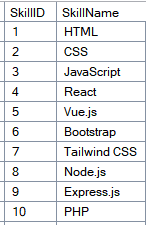 SkillID SkillName
1 HTML
2 CSS
3 JavaScript
4 React
5 Vue.js
6 Bootstrap
7 Tailwind CSS
8 Node.js
9 Express.js
10 PHP